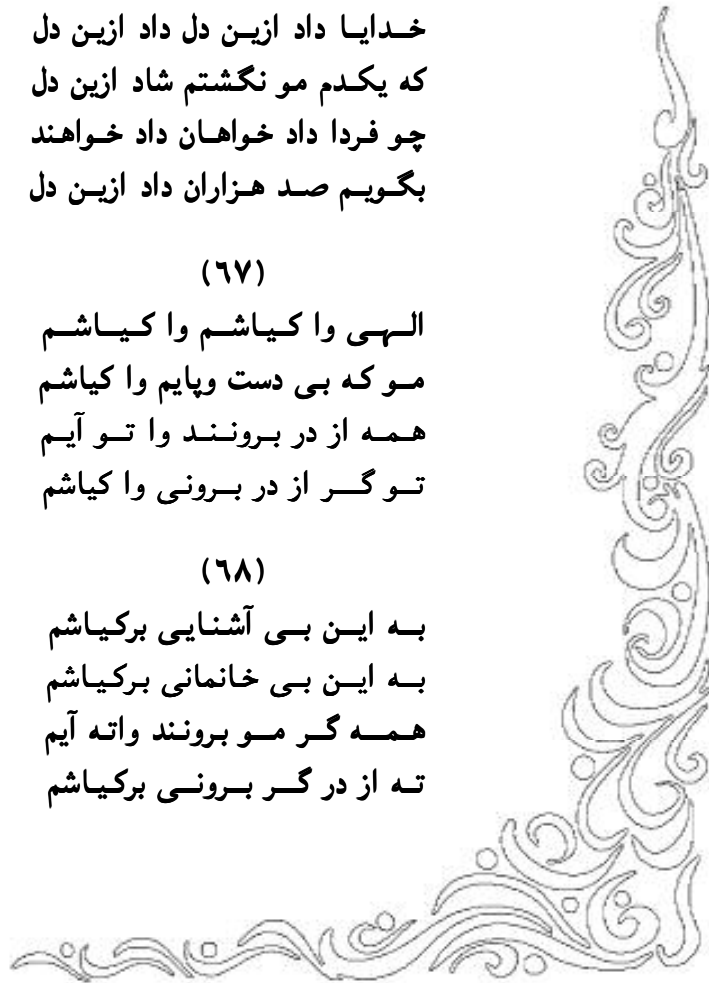 خدایا داد ازین دل داد ازین دل
که یکدم مو نگشتم شاد ازین دل
چو فردا داد خواهان داد خواهند
بگویم صد هزاران داد ازین دل
(٦٧)
الهی وا کیاشم وا کیاشم
مو که بی دست وپایم وا کیاشم
همه از در برونند وا تو آیم
تو گر از در برونی وا کیاشم
(٦٨)
به این بی آشنایی برکیاشم
به این بی خانمانی برکیاشم
همه گر مو برونند واته آیم
ته از در گر برونی برکیاشم